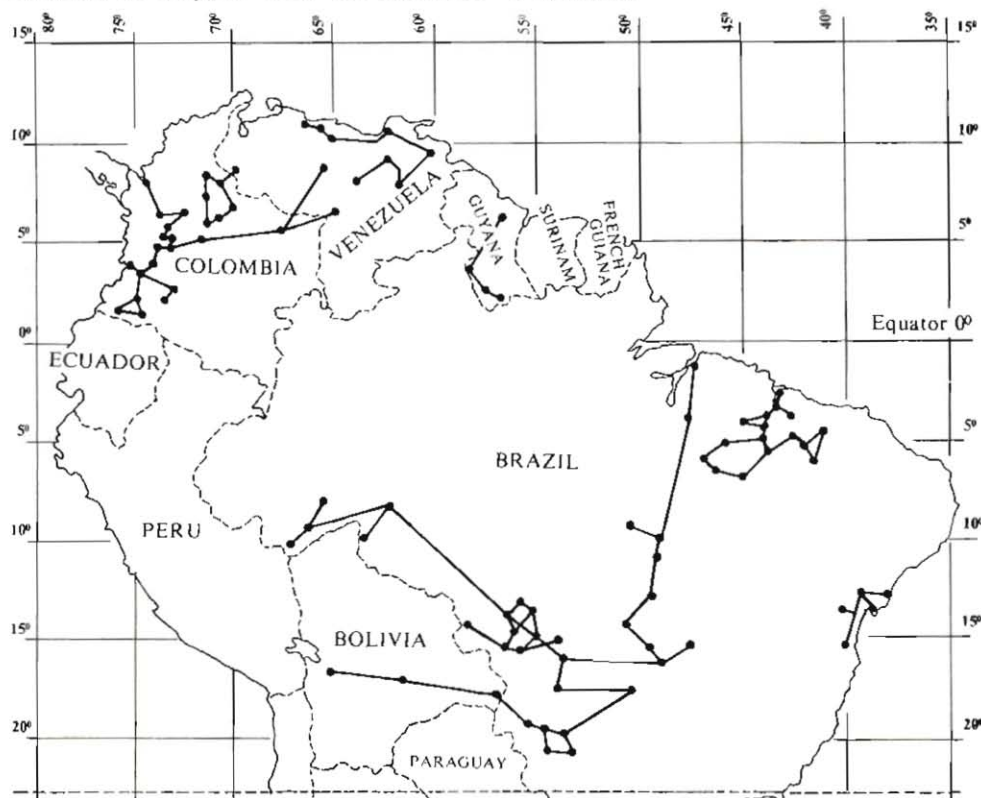 80° 75° 70° 65° 60° 55° 50° 45° 40° 35°
15° 15°
10° 10°
VENEZUELA
GUYANA
SURINAM
FRENCH
GUIANA
5° 5°
COLOMBIA
Equator 0°
0°
ECUADOR
5° 5°
BRAZIL
PERU
10° 10°
BOLIVIA
15° 15°
20° 20°
PARAGUAY